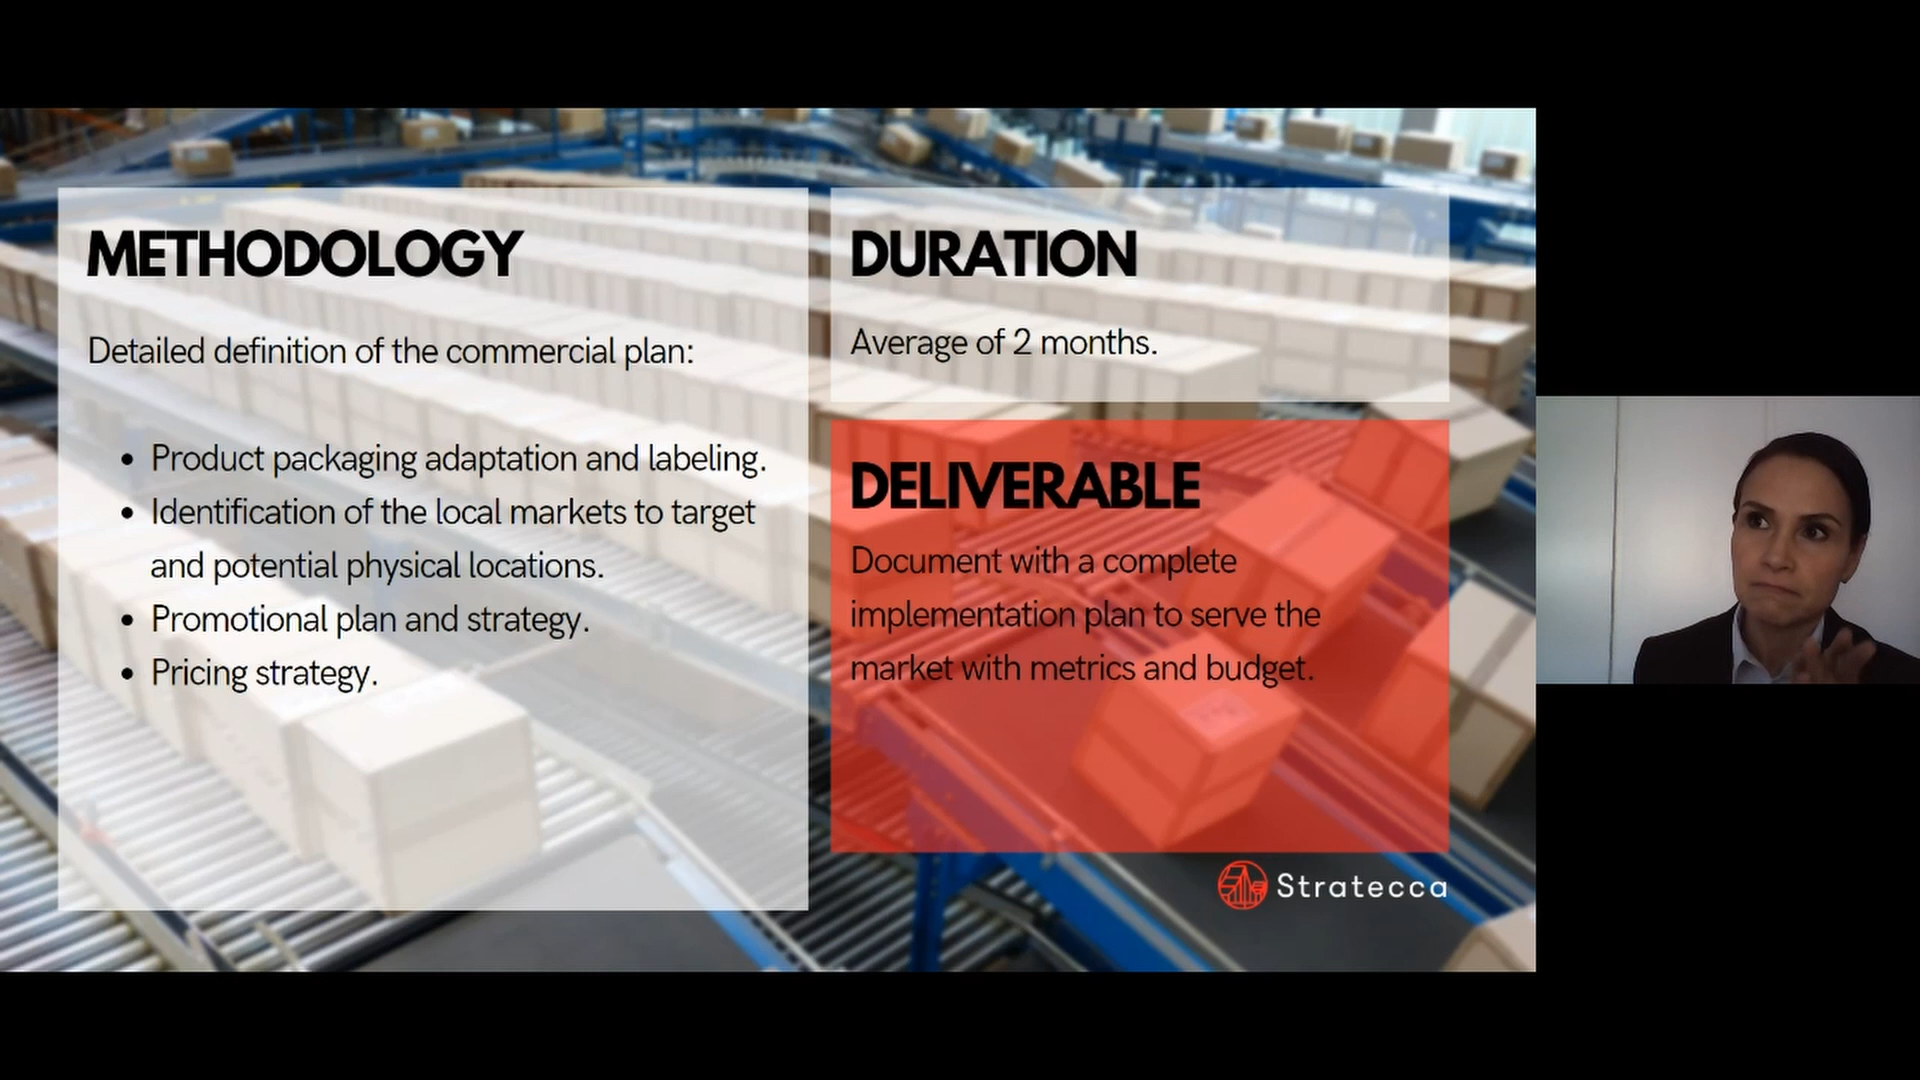 METHODOLOGY
Detailed definition of the commercial plan:
• Product packaging adaptation and labeling.
• Identification of the local markets to target
and potential physical locations.
• Promotional plan and strategy.
• Pricing strategy.
DURATION
Average of 2 months.
DELIVERABLE
Document with a complete
implementation plan to serve the
market with metrics and budget.
Stratecca